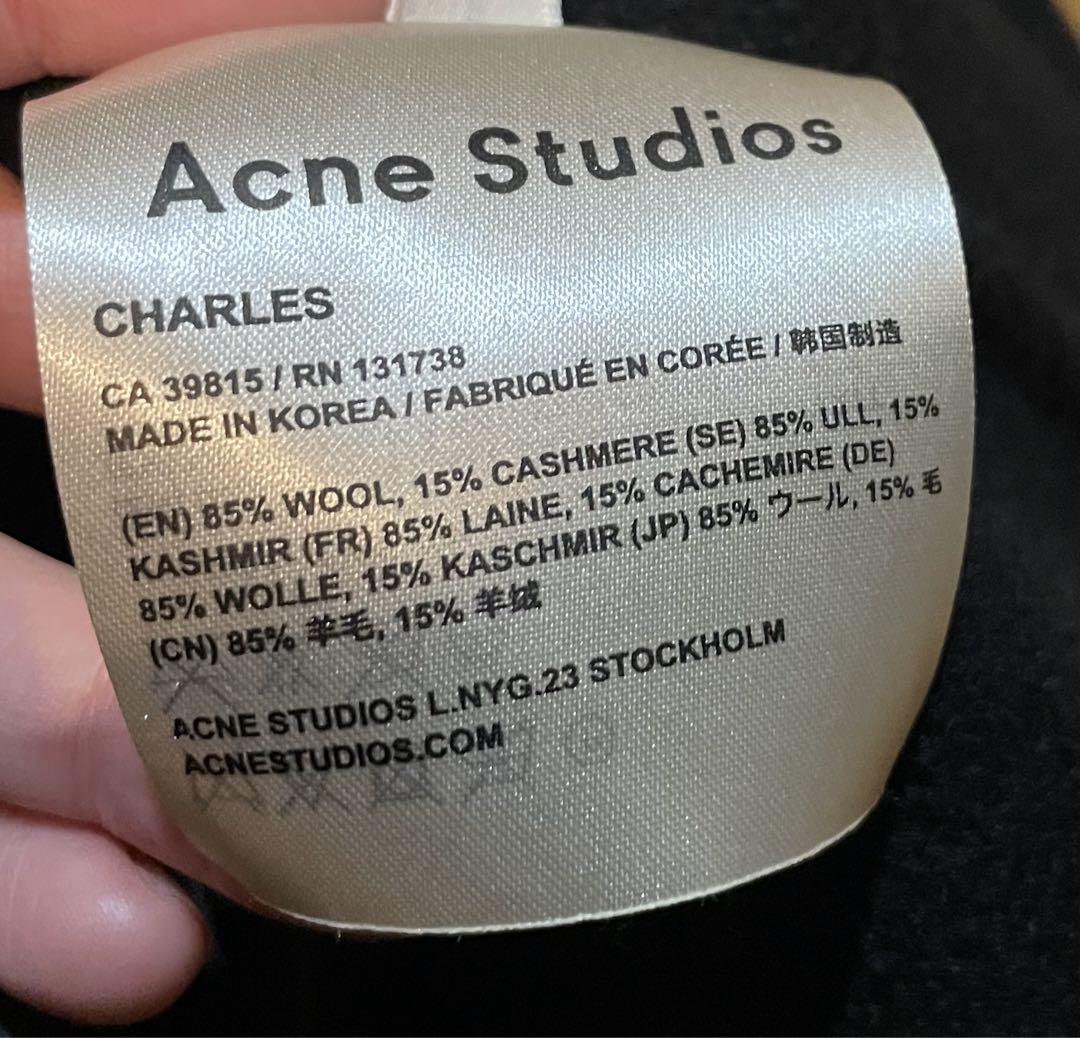 Acne Studios
CHARLES
CA 39815 / RN 131738
MADE IN KOREA / FABRIQUÉ EN CORÉE / 韩国制造
(EN) 85% WOOL, 15% CASHMERE (SE) 85% ULL, 15%
KASHMIR (FR) 85% LAINE, 15% CACHEMIRE (DE)
85% WOLLE, 15% KASCHMIR (JP) 85% ウール, 15% 毛
(CN) 85% 羊毛, 15% 羊绒
ACNE STUDIOS L.NYG.23 STOCKHOLM
ACNESTUDIOS.COM